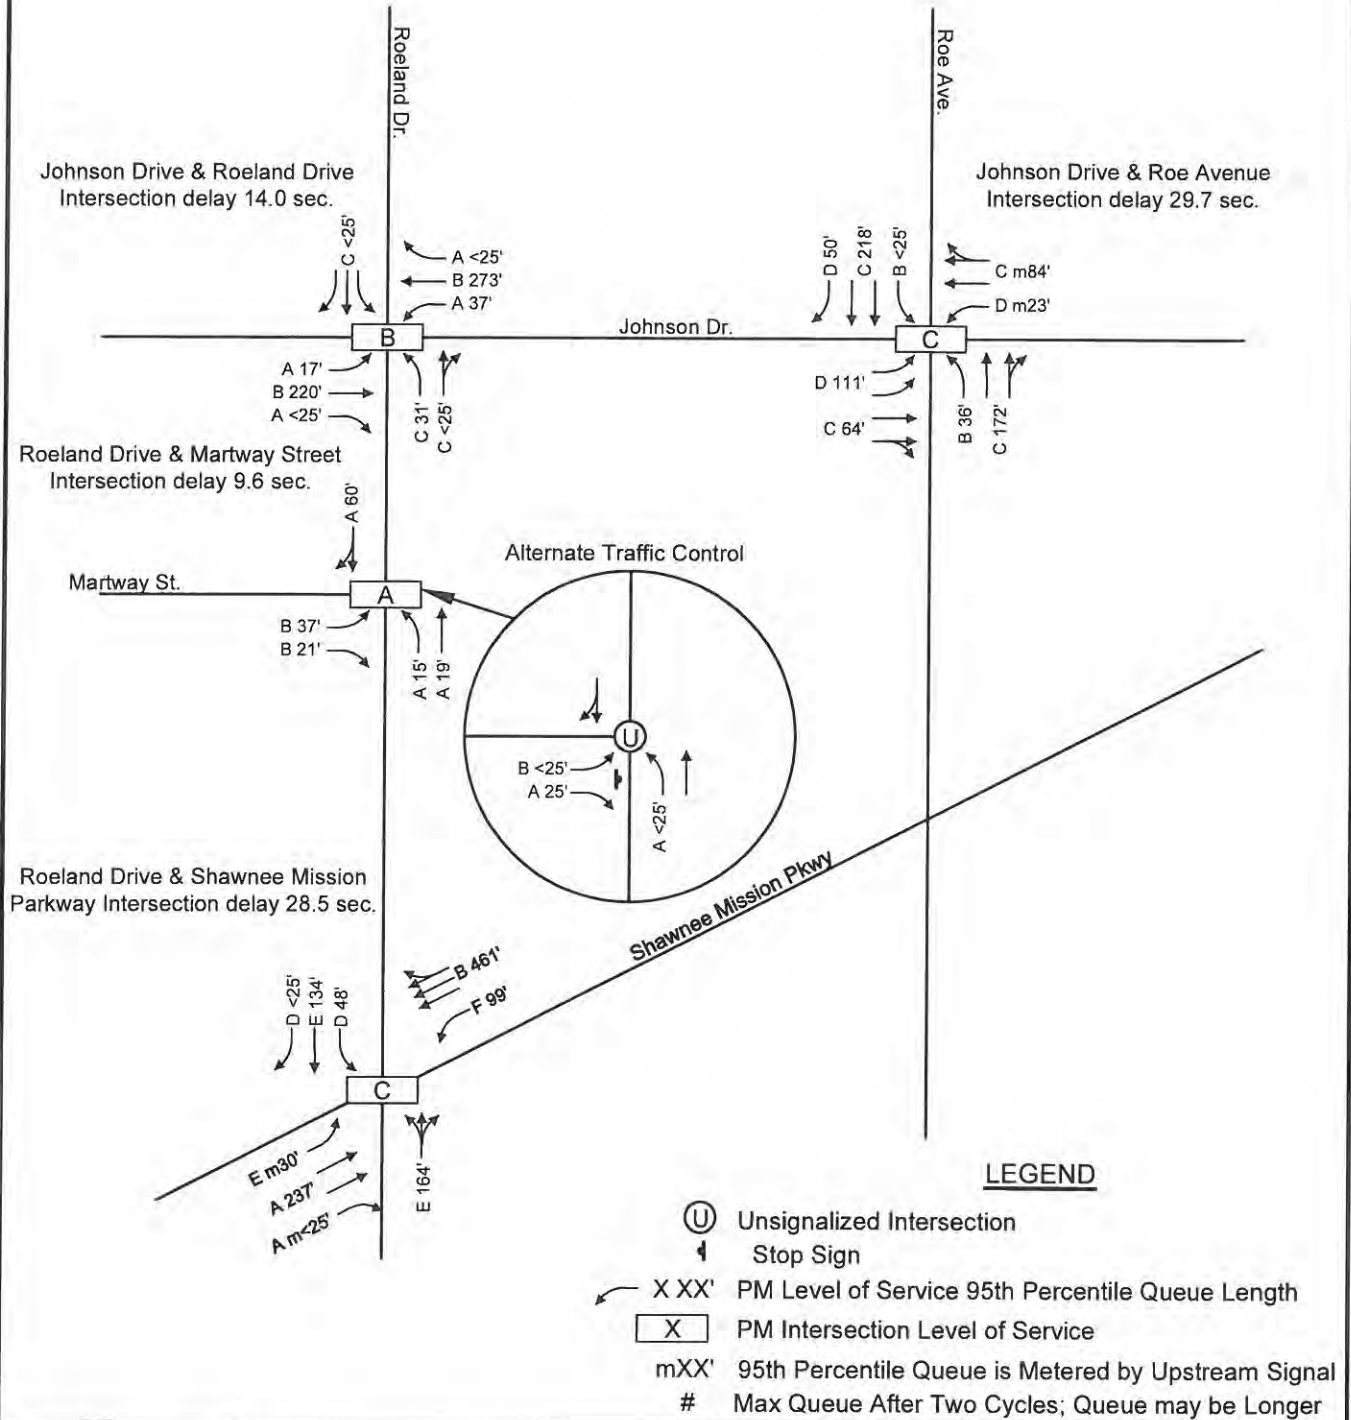 Roeland Dr.
Roe Ave.
Johnson Drive & Roeland Drive
Intersection delay 14.0 sec.
Johnson Drive & Roe Avenue
Intersection delay 29.7 sec.
C <25'
A <25'
B 273'
A 37'
D 50'
C 218'
B <25'
C m84'
D m23'
Johnson Dr.
B
C
A 17'
B 220'
A <25'
C 31'
C <25'
D 111'
C 64'
B 36'
C 172'
Roeland Drive & Martway Street
Intersection delay 9.6 sec.
A 60'
Alternate Traffic Control
Martway St.
A
B 37'
B 21'
A 15'
A 19'
U
B <25'
A 25'
A <25'
Shawnee Mission Pkwy
Roeland Drive & Shawnee Mission
Parkway Intersection delay 28.5 sec.
D <25'
E 134'
D 48'
B 461'
F 99'
C
E m30'
A 237'
A m<25'
E 164'
LEGEND
U Unsignalized Intersection
Stop Sign
X XX' PM Level of Service 95th Percentile Queue Length
X PM Intersection Level of Service
mXX' 95th Percentile Queue is Metered by Upstream Signal
# Max Queue After Two Cycles; Queue may be Longer